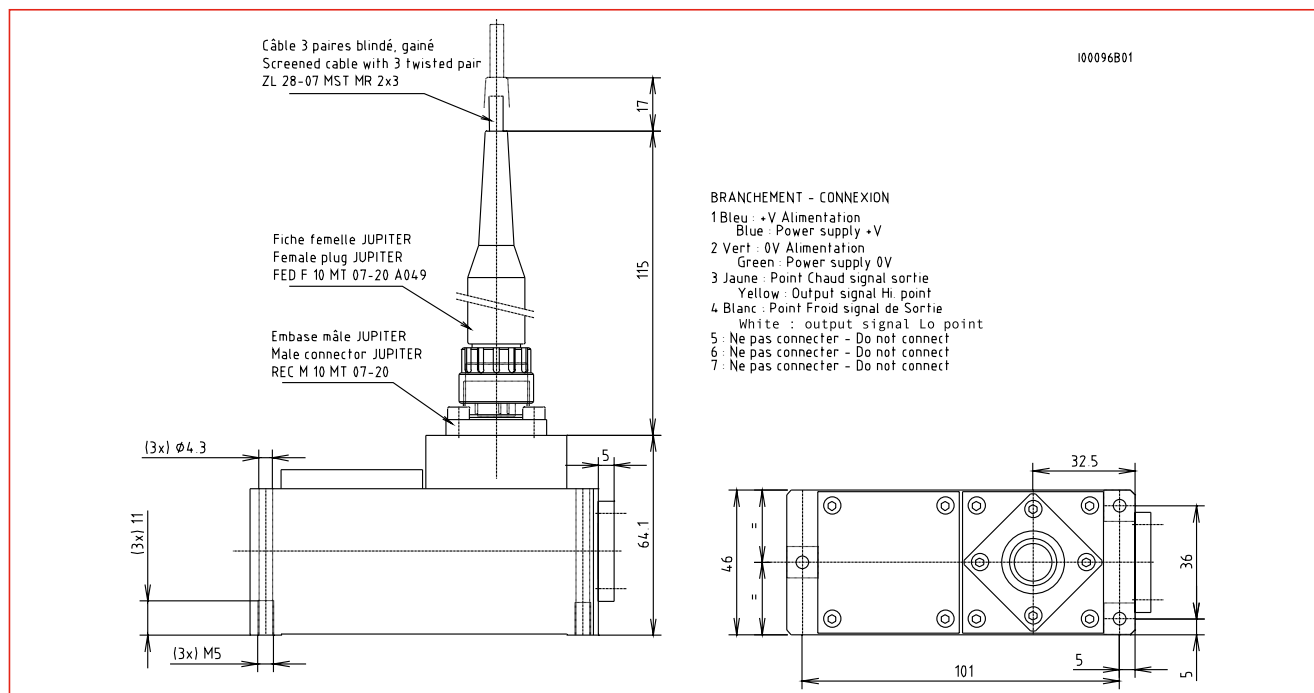 Câble 3 paires blindé, gainé
Screened cable with 3 twisted pair
ZL 28-07 MST MR 2x3
I00096B01
17
115
BRANCHEMENT - CONNEXION
1 Bleu : +V Alimentation
Blue : Power supply +V
2 Vert : 0V Alimentation
Green : Power supply 0V
3 Jaune : Point Chaud signal sortie
Yellow : Output signal Hi. point
4 Blanc : Point Froid signal de Sortie
White : output signal Lo point
5 : Ne pas connecter - Do not connect
6 : Ne pas connecter - Do not connect
7 : Ne pas connecter - Do not connect
Fiche femelle JUPITER
Female plug JUPITER
FED F 10 MT 07-20 A049
Embase mâle JUPITER
Male connector JUPITER
REC M 10 MT 07-20
(3x) Ø4.3
5
64.1
(3x) 11
(3x) M5
32.5
46
=
=
36
5
5
101